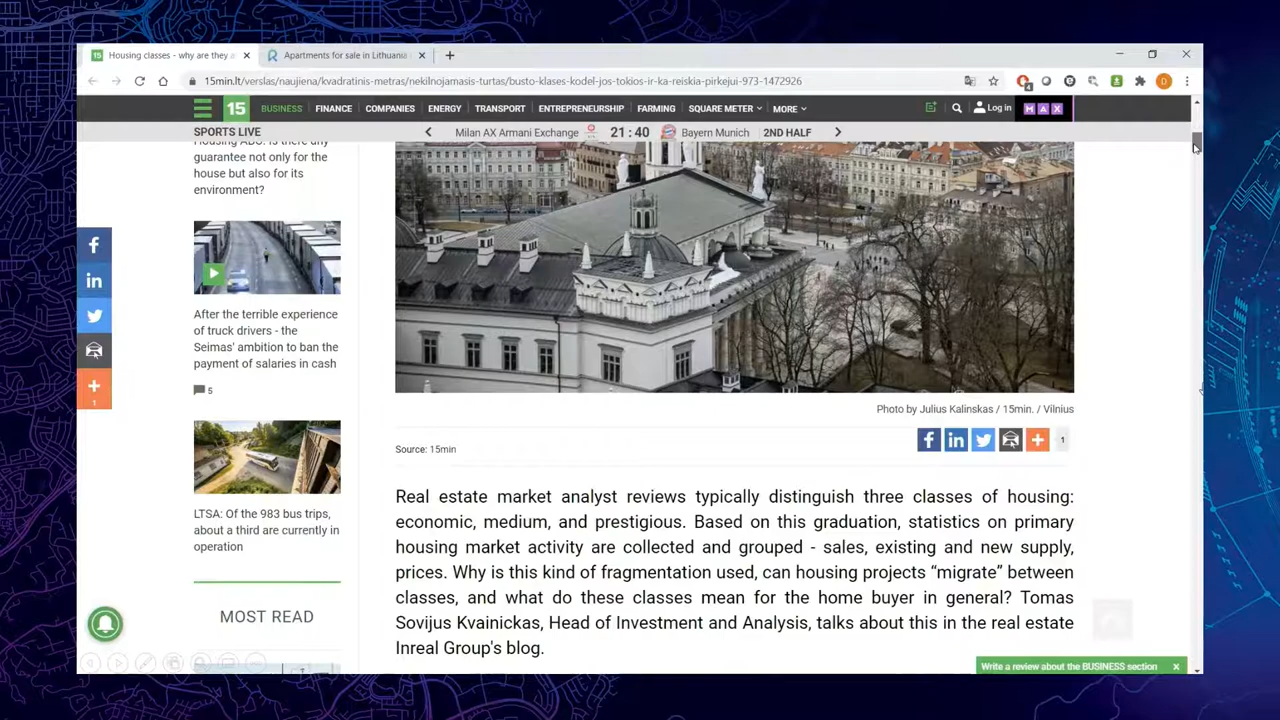 15 Housing classes - why are they a
Apartments for sale in Lithuania
15min.lt/verslas/naujiena/kvadratinis-metras/nekilnojamasis-turtas/busto-klases-kodel-jos-tokios-ir-ka-reiskia-pirkejui-973-1472926
15 BUSINESS FINANCE COMPANIES ENERGY TRANSPORT ENTREPRENEURSHIP FARMING SQUARE METER MORE Log in MAX
SPORTS LIVE Milan AX Armani Exchange 21 : 40 Bayern Munich 2ND HALF
Housing ABC: Is there any
guarantee not only for the
house but also for its
environment?
After the terrible experience
of truck drivers - the
Seimas' ambition to ban the
payment of salaries in cash
5
LTSA: Of the 983 bus trips,
about a third are currently in
operation
MOST READ
1
Photo by Julius Kalinskas / 15min. / Vilnius
Source: 15min
1
Real estate market analyst reviews typically distinguish three classes of housing:
economic, medium, and prestigious. Based on this graduation, statistics on primary
housing market activity are collected and grouped - sales, existing and new supply,
prices. Why is this kind of fragmentation used, can housing projects “migrate” between
classes, and what do these classes mean for the home buyer in general? Tomas
Sovijus Kvainickas, Head of Investment and Analysis, talks about this in the real estate
Inreal Group's blog.
Write a review about the BUSINESS section